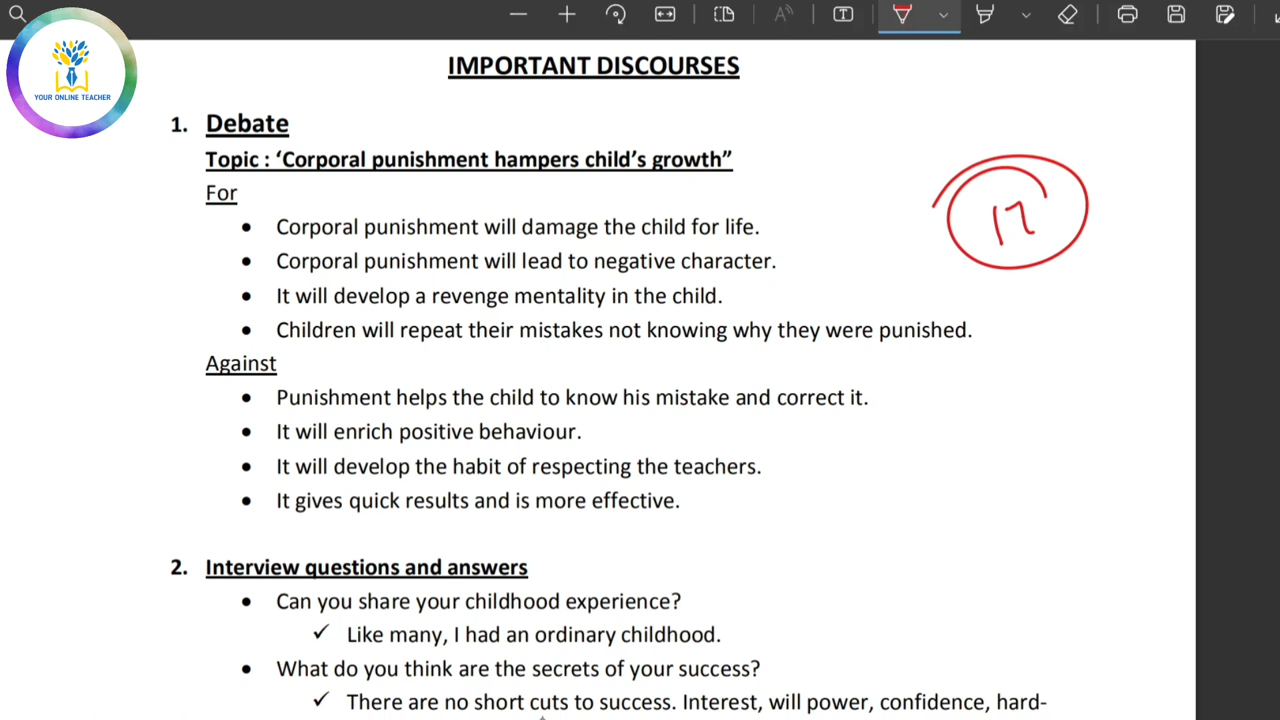 YOUR ONLINE TEACHER
IMPORTANT DISCOURSES
1. Debate
Topic : ‘Corporal punishment hampers child’s growth”
For
• Corporal punishment will damage the child for life.
• Corporal punishment will lead to negative character.
• It will develop a revenge mentality in the child.
• Children will repeat their mistakes not knowing why they were punished.
17
Against
• Punishment helps the child to know his mistake and correct it.
• It will enrich positive behaviour.
• It will develop the habit of respecting the teachers.
• It gives quick results and is more effective.
2. Interview questions and answers
• Can you share your childhood experience?
✓ Like many, I had an ordinary childhood.
• What do you think are the secrets of your success?
✓ There are no short cuts to success. Interest, will power, confidence, hard-